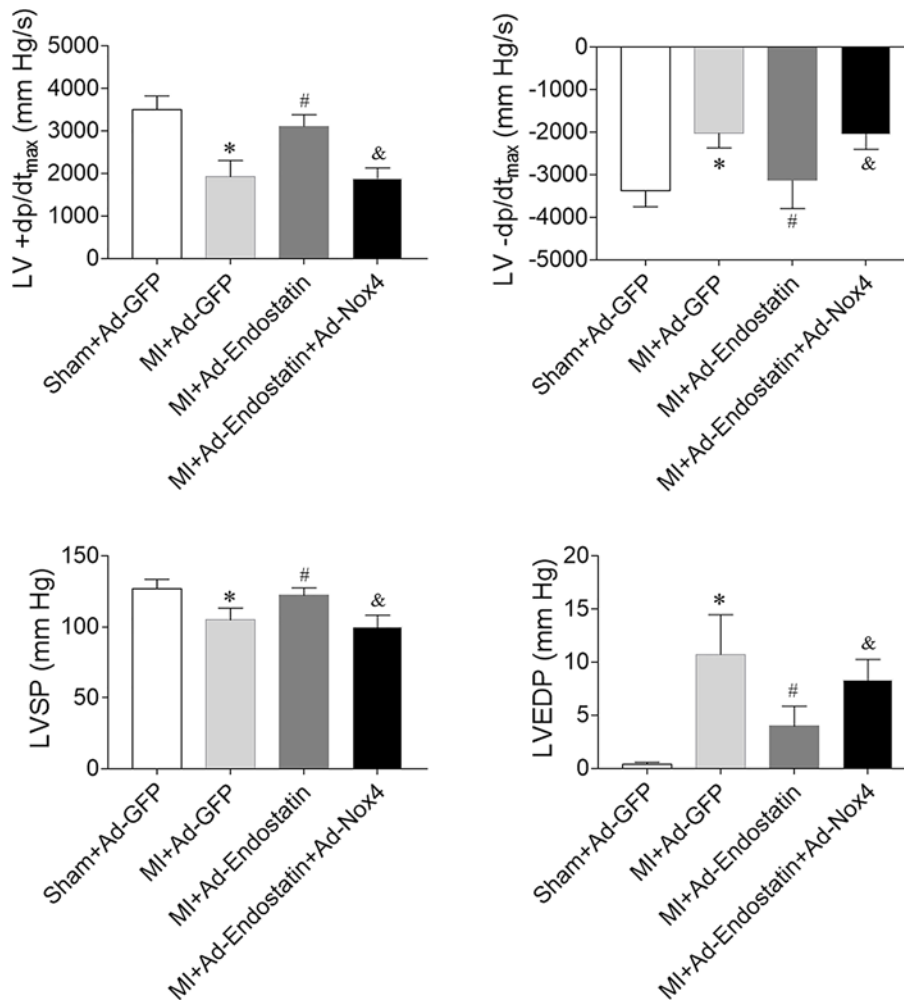 LV +dp/dtmax (mm Hg/s)
5000
4000
3000
2000
1000
0
*
#
&
Sham+Ad-GFP
MI+Ad-GFP
MI+Ad-Endostatin
MI+Ad-Endostatin+Ad-Nox4
LV -dp/dtmax (mm Hg/s)
0
-1000
-2000
-3000
-4000
-5000
*
#
&
Sham+Ad-GFP
MI+Ad-GFP
MI+Ad-Endostatin
MI+Ad-Endostatin+Ad-Nox4
LVSP (mm Hg)
150
100
50
0
*
#
&
Sham+Ad-GFP
MI+Ad-GFP
MI+Ad-Endostatin
MI+Ad-Endostatin+Ad-Nox4
LVEDP (mm Hg)
20
15
10
5
0
*
#
&
Sham+Ad-GFP
MI+Ad-GFP
MI+Ad-Endostatin
MI+Ad-Endostatin+Ad-Nox4